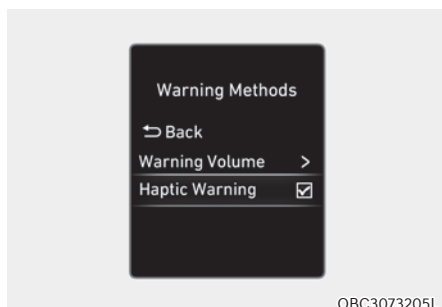 Warning Methods
Back
Warning Volume >
Haptic Warning
OBC3073205L